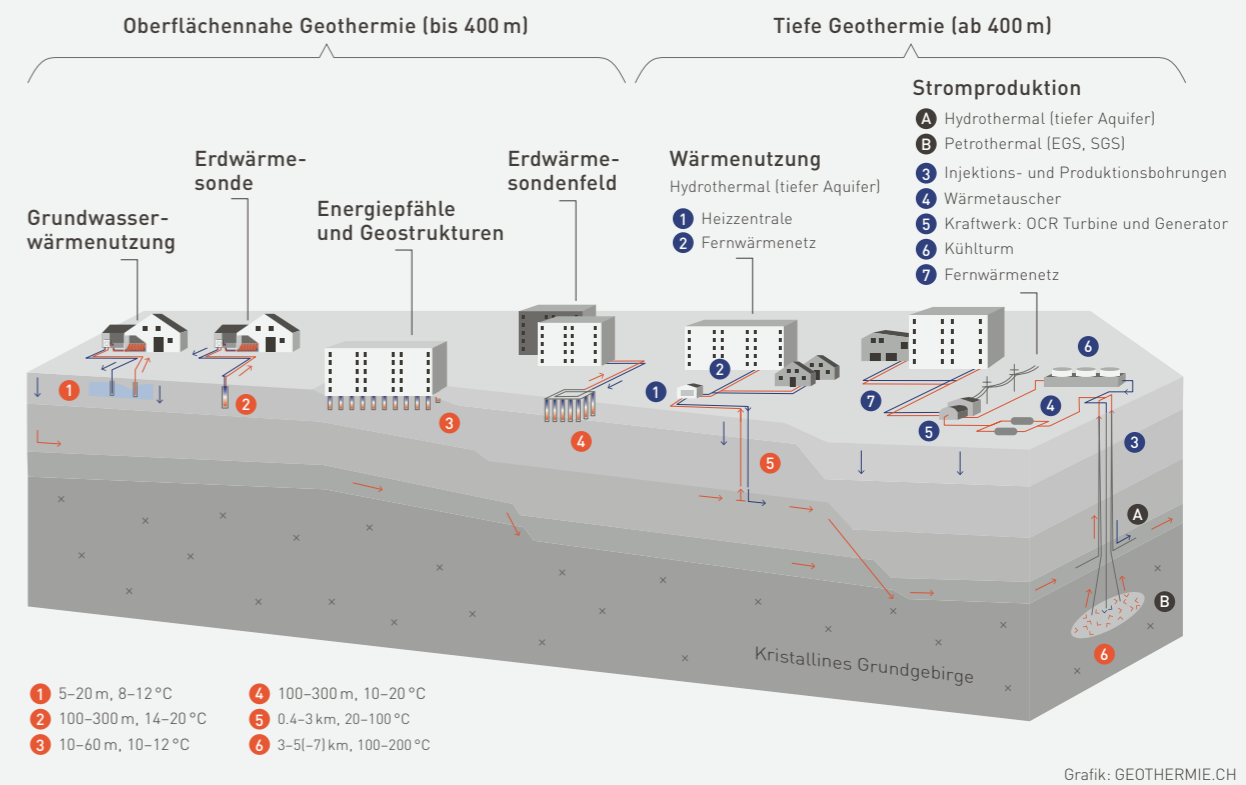 Oberflächennahe Geothermie (bis 400 m)
Tiefe Geothermie (ab 400 m)
Stromproduktion
A Hydrothermal (tiefer Aquifer)
B Petrothermal (EGS, SGS)
3 Injektions- und Produktionsbohrungen
4 Wärmetauscher
5 Kraftwerk: OCR Turbine und Generator
6 Kühlturm
7 Fernwärmenetz
Wärmenutzung
Hydrothermal (tiefer Aquifer)
1 Heizzentrale
2 Fernwärmenetz
Erdwärme-
sondenfeld
Erdwärme-
sonde
Energiepfähle
und Geostrukturen
Grundwasser-
wärmenutzung
1
2
3
4
1
2
5
7
5
4
6
3
A
B
6
Kristallines Grundgebirge
1 5–20 m, 8–12 °C
2 100–300 m, 14–20 °C
3 10–60 m, 10–12 °C
4 100–300 m, 10–20 °C
5 0.4–3 km, 20–100 °C
6 3–5(–7) km, 100–200 °C
Grafik: GEOTHERMIE.CH